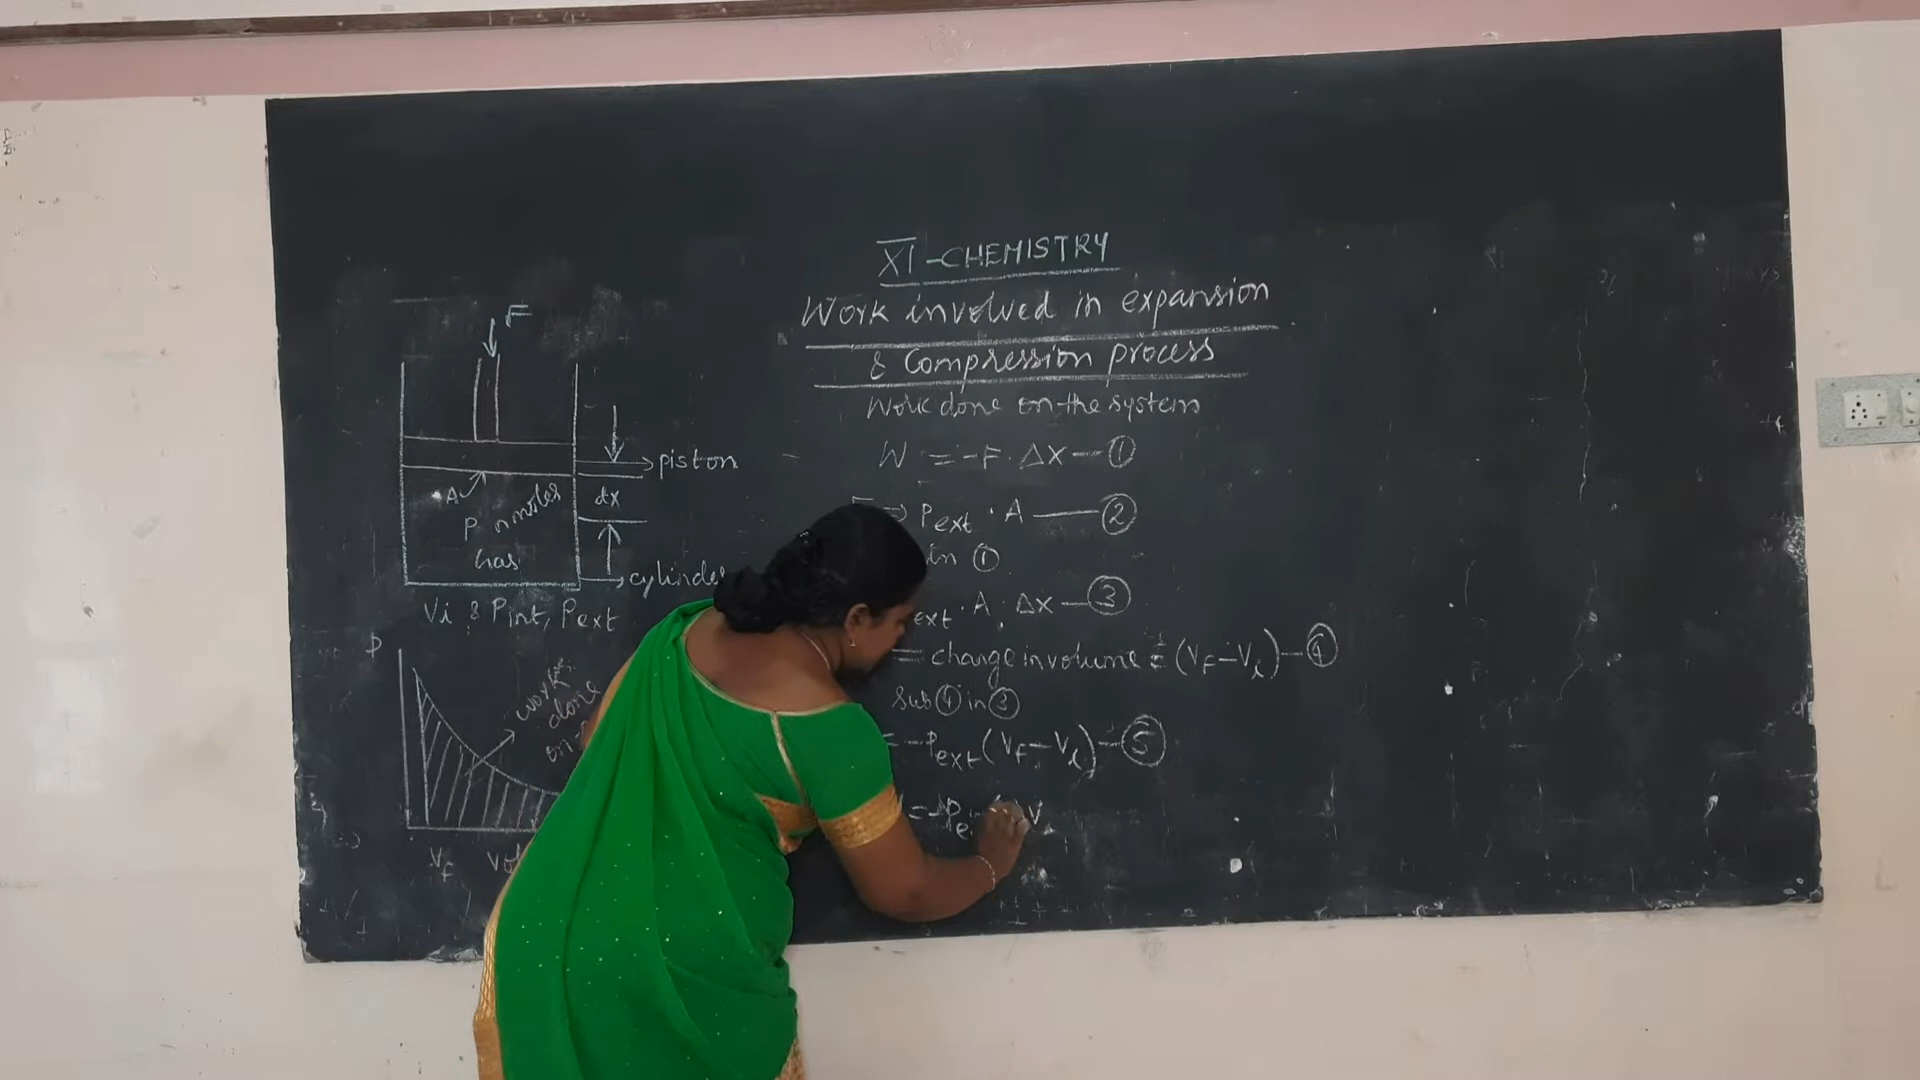 XI-CHEMISTRY
Work involved in expansion
& Compression process
Work done on the system
W = -F. ΔX — ①
⇒ Pext . A — ②
in ①
ext . A . ΔX — ③
= change in volume = (VF - Vi) — ④
Sub ④ in ③
= -Pext (VF - Vi) — ⑤
F
piston
A
dx
P n moles
gas
cylinder
Vi & Pint, Pext
P
work
done
on
VF